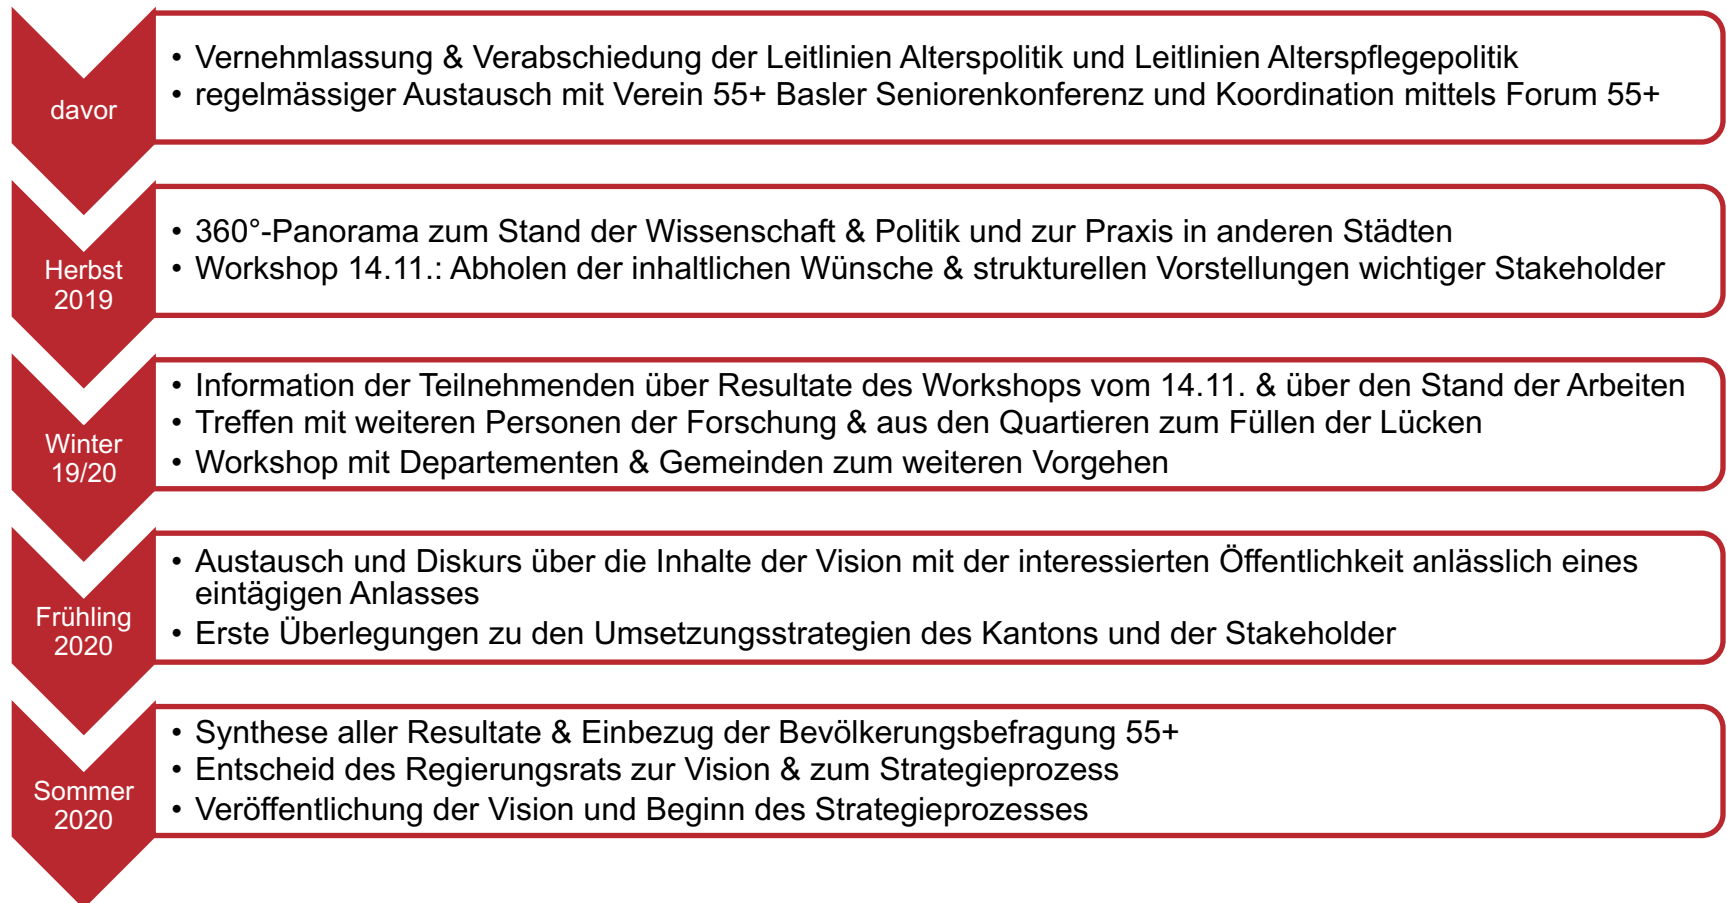 davor
• Vernehmlassung & Verabschiedung der Leitlinien Alterspolitik und Leitlinien Alterspflegepolitik
• regelmässiger Austausch mit Verein 55+ Basler Seniorenkonferenz und Koordination mittels Forum 55+
Herbst
2019
• 360°-Panorama zum Stand der Wissenschaft & Politik und zur Praxis in anderen Städten
• Workshop 14.11.: Abholen der inhaltlichen Wünsche & strukturellen Vorstellungen wichtiger Stakeholder
Winter
19/20
• Information der Teilnehmenden über Resultate des Workshops vom 14.11. & über den Stand der Arbeiten
• Treffen mit weiteren Personen der Forschung & aus den Quartieren zum Füllen der Lücken
• Workshop mit Departementen & Gemeinden zum weiteren Vorgehen
Frühling
2020
• Austausch und Diskurs über die Inhalte der Vision mit der interessierten Öffentlichkeit anlässlich eines
eintägigen Anlasses
• Erste Überlegungen zu den Umsetzungsstrategien des Kantons und der Stakeholder
Sommer
2020
• Synthese aller Resultate & Einbezug der Bevölkerungsbefragung 55+
• Entscheid des Regierungsrats zur Vision & zum Strategieprozess
• Veröffentlichung der Vision und Beginn des Strategieprozesses